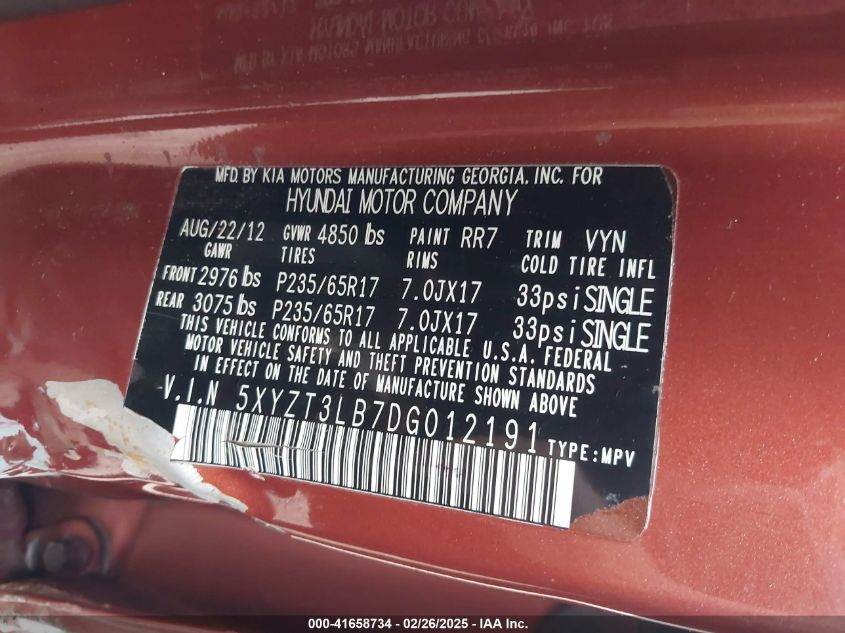 MFD. BY KIA MOTORS MANUFACTURING GEORGIA, INC. FOR
HYUNDAI MOTOR COMPANY
AUG/22/12 GVWR 4850 lbs PAINT RR7 TRIM VYN
GAWR TIRES RIMS COLD TIRE INFL
FRONT 2976 lbs P235/65R17 7.0JX17 33psi SINGLE
REAR 3075 lbs P235/65R17 7.0JX17 33psi SINGLE
THIS VEHICLE CONFORMS TO ALL APPLICABLE U.S.A. FEDERAL
MOTOR VEHICLE SAFETY AND THEFT PREVENTION STANDARDS
IN EFFECT ON THE DATE OF MANUFACTURE SHOWN ABOVE
V.I.N 5XYZT3LB7DG012191
TYPE:MPV
000-41658734 - 02/26/2025 - IAA Inc.